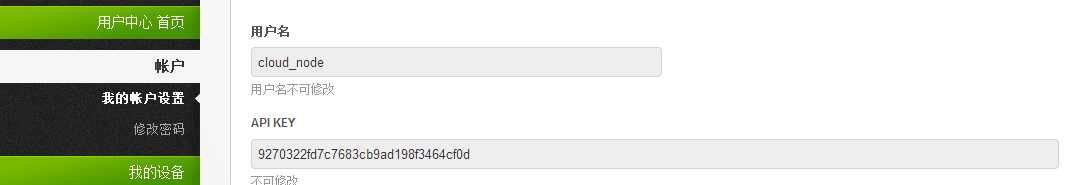 用户中心 首页
帐户
我的帐户设置
修改密码
我的设备
用户名
cloud_node
用户名不可修改
API KEY
9270322fd7c7683cb9ad198f3464cf0d
不可修改